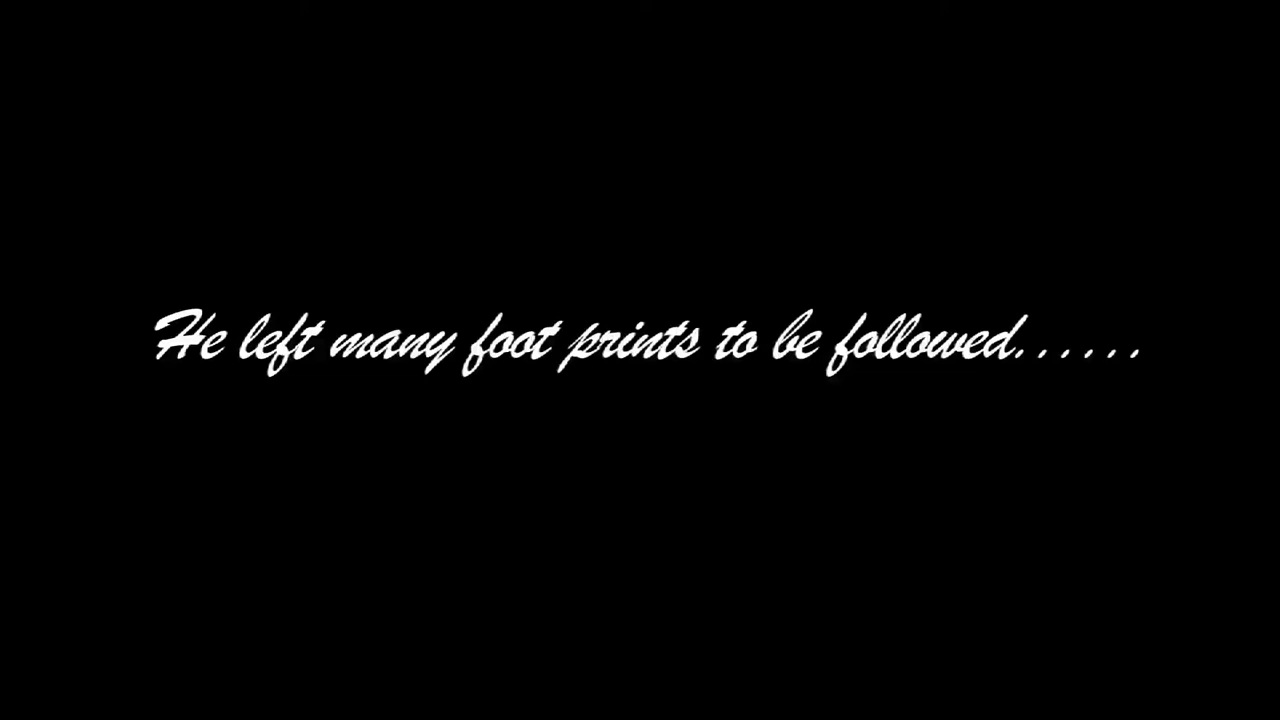 He left many foot prints to be followed......